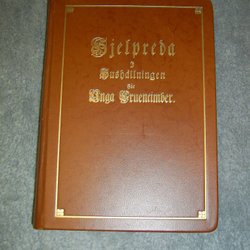 Hjelpreda
I
Hushållningen
För
Unga Fruentimber.